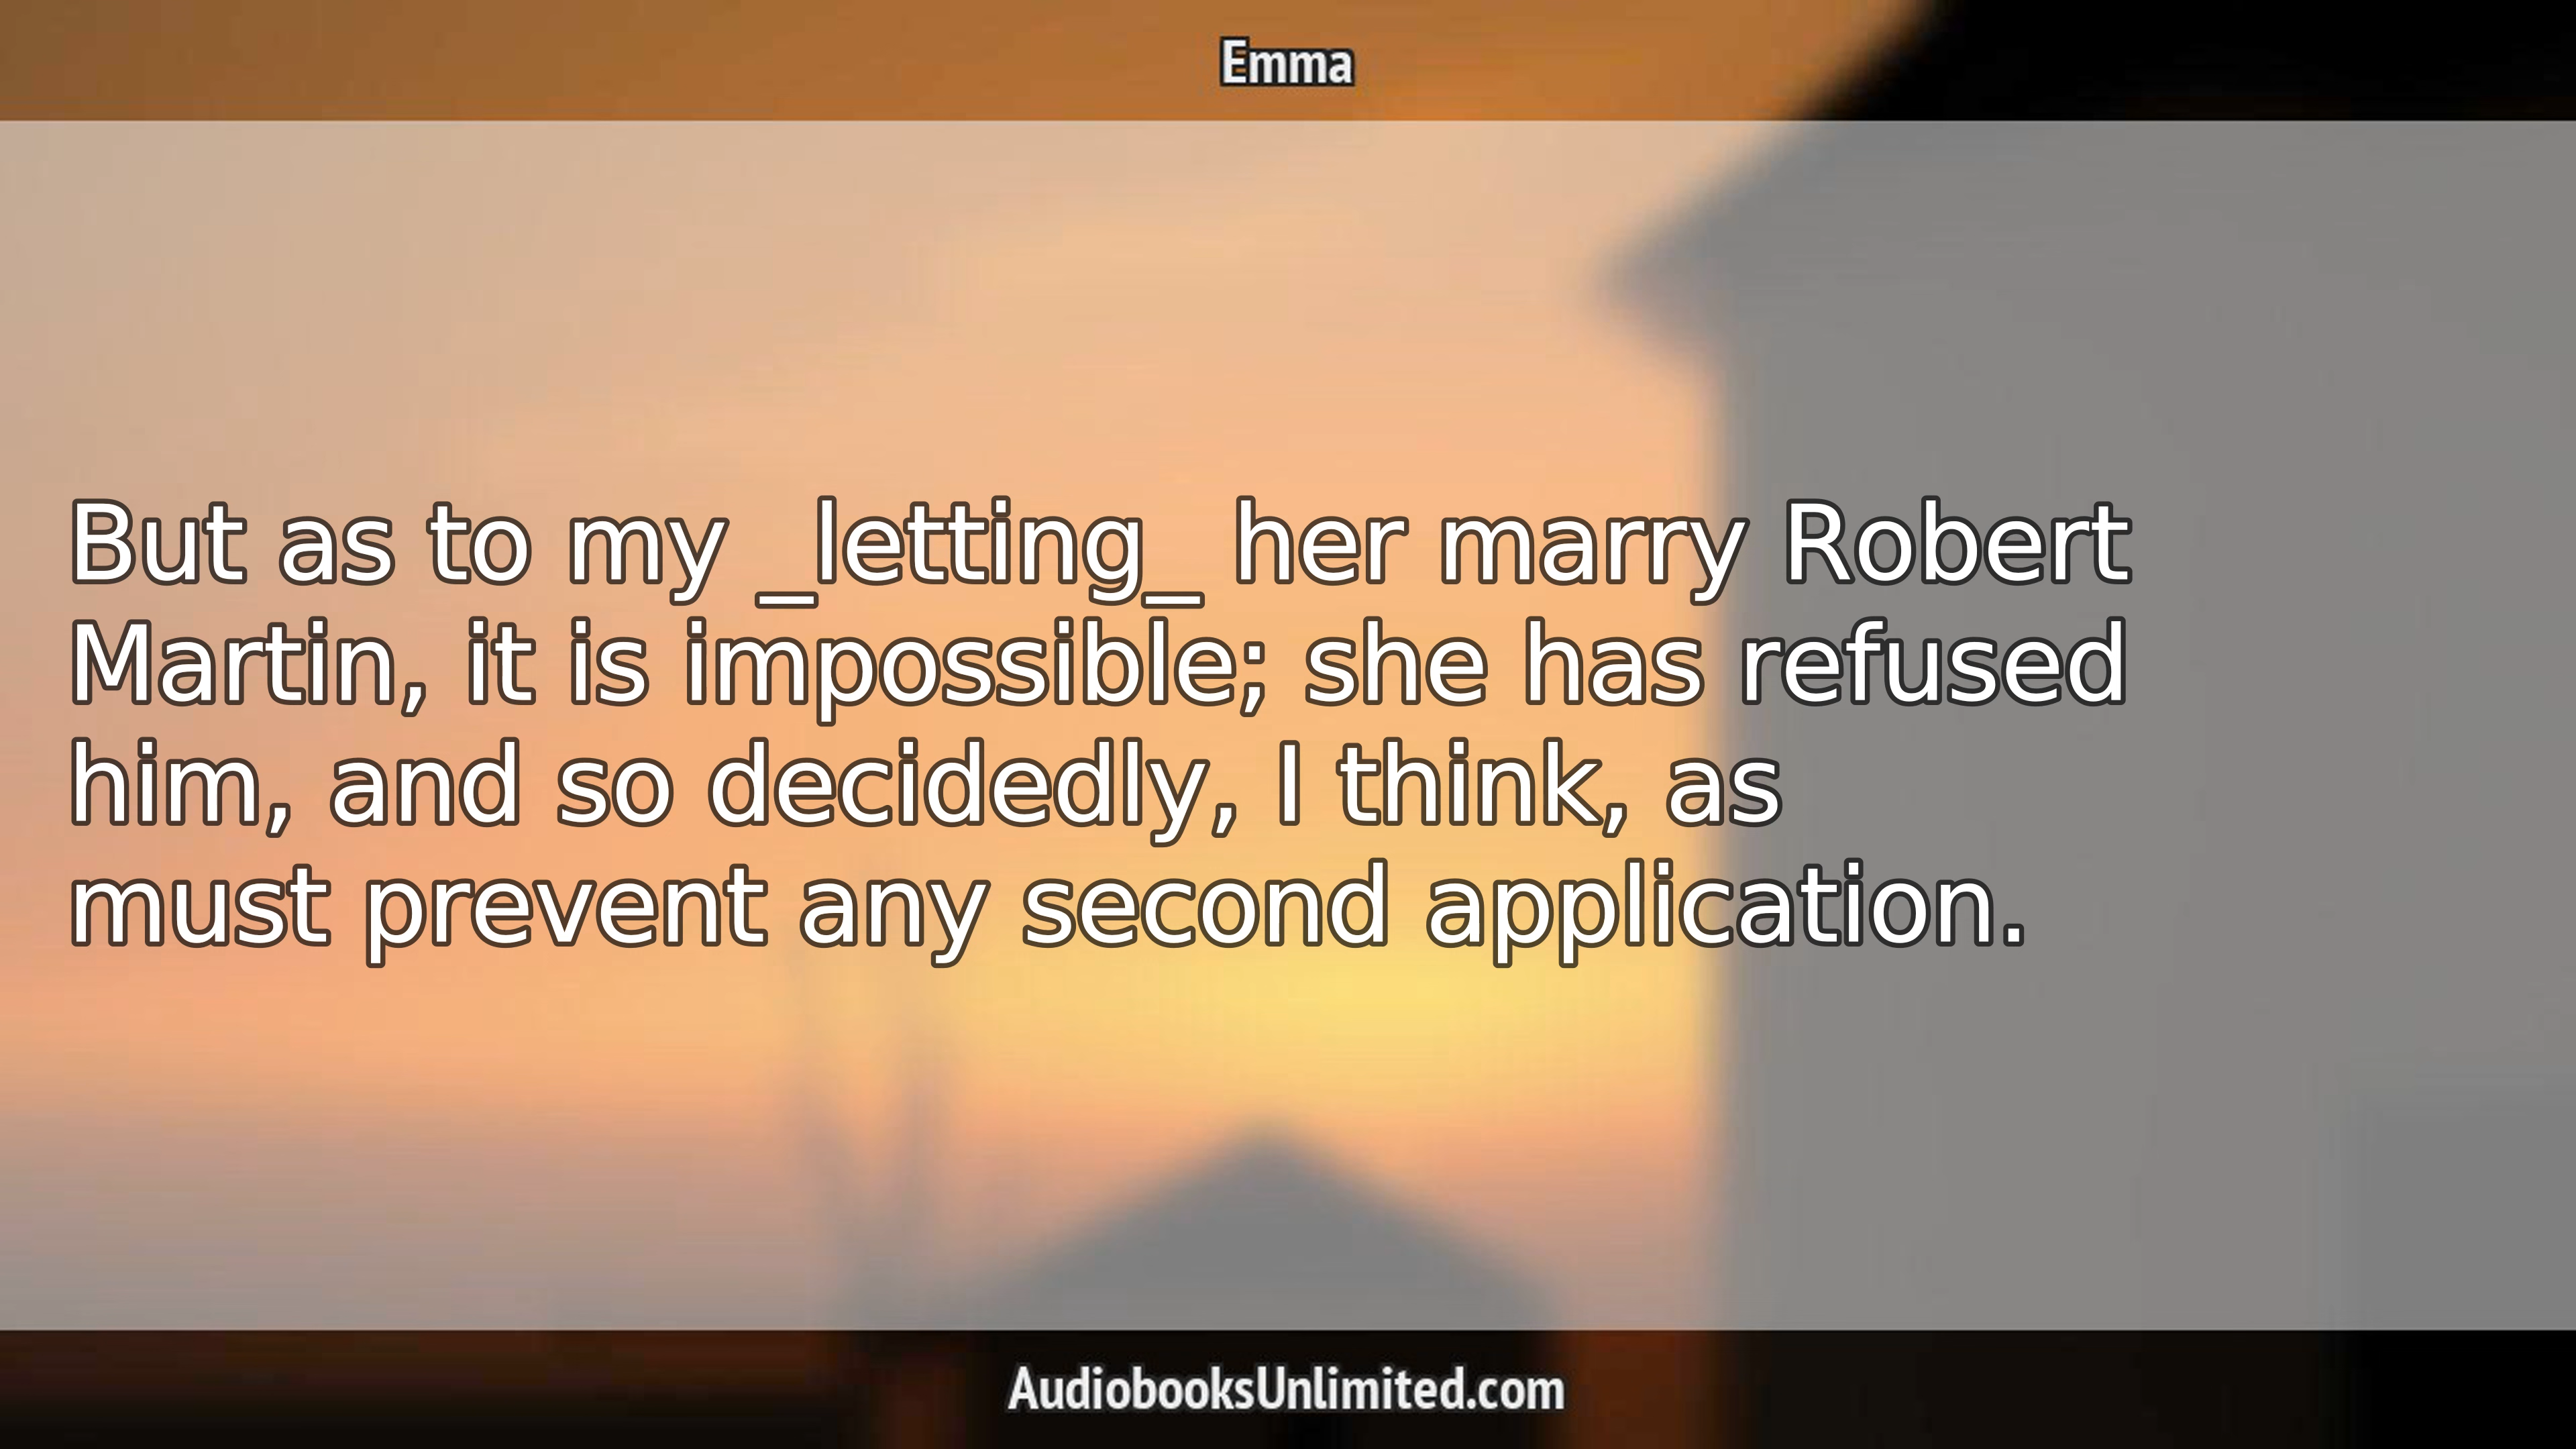 Emma
But as to my _letting_ her marry Robert
Martin, it is impossible; she has refused
him, and so decidedly, I think, as
must prevent any second application.
AudiobooksUnlimited.com